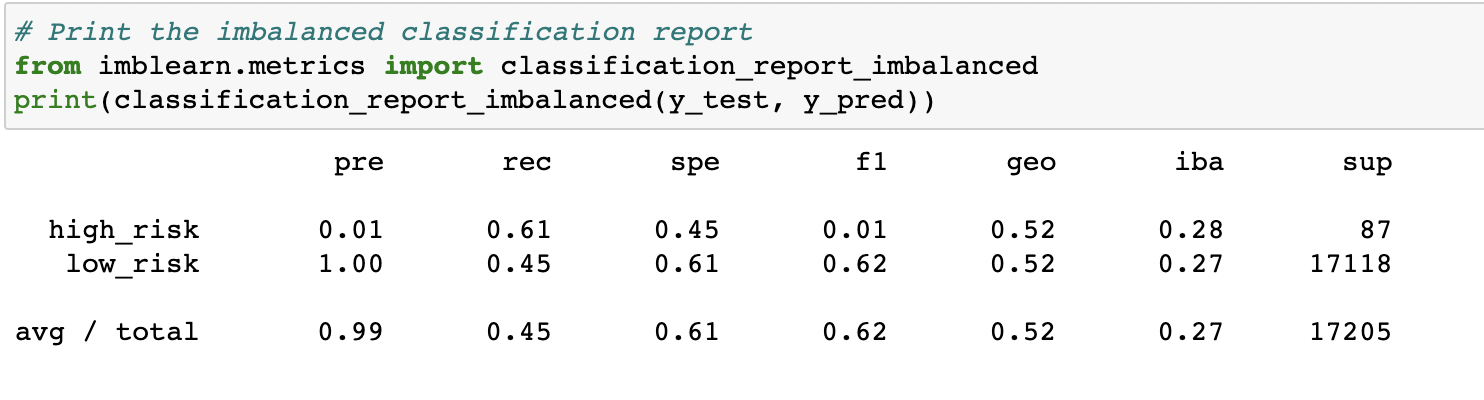 # Print the imbalanced classification report
from imblearn.metrics import classification_report_imbalanced
print(classification_report_imbalanced(y_test, y_pred))
pre rec spe f1 geo iba sup
high_risk 0.01 0.61 0.45 0.01 0.52 0.28 87
low_risk 1.00 0.45 0.61 0.62 0.52 0.27 17118
avg / total 0.99 0.45 0.61 0.62 0.52 0.27 17205